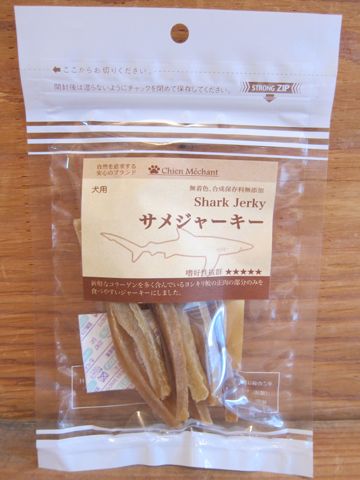 ここからお切りください。
開封後は湿らないようにチャックを閉めて保存してください。
STRONG ZIP
自然を追求する
安心のブランド
Chien Méchant
犬用
無着色、合成保存料無添加
Shark Jerky
サメジャーキー
嗜好性抜群 ★★★★★
新鮮なコラーゲンを多く含んでいるヨシキリ鮫の正肉の部分のみを
食べやすいジャーキーにしました。